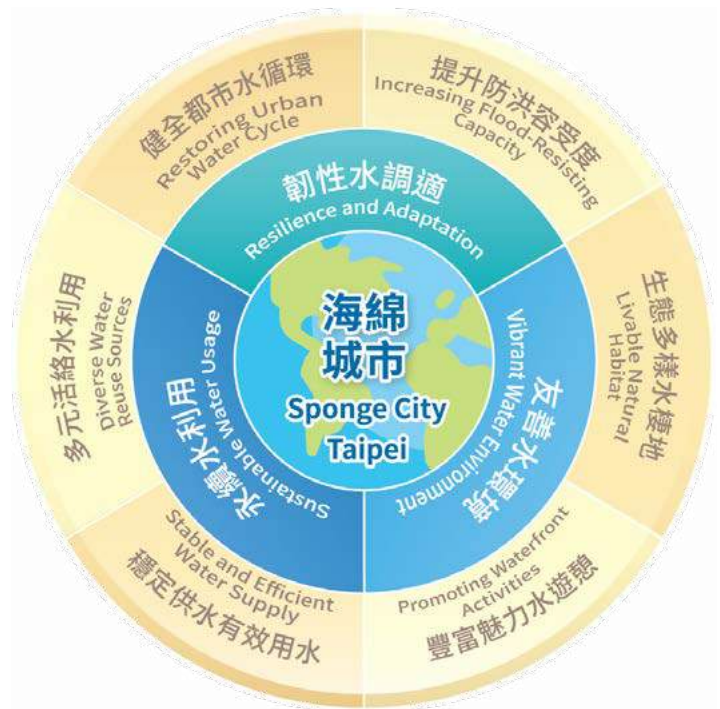 海綿
城市
Sponge City
Taipei
韌性水調適
Resilience and Adaptation
友善水環境
Vibrant Water Environment
永續水利用
Sustainable Water Usage
健全都市水循環
Restoring Urban
Water Cycle
提升防洪容受度
Increasing Flood-Resisting
Capacity
生態多樣水棲地
Livable Natural
Habitat
Promoting Waterfront
Activities
豐富魅力水遊憩
Stable and Efficient
Water Supply
穩定供水有效用水
多元活絡水利用
Diverse Water
Reuse Sources